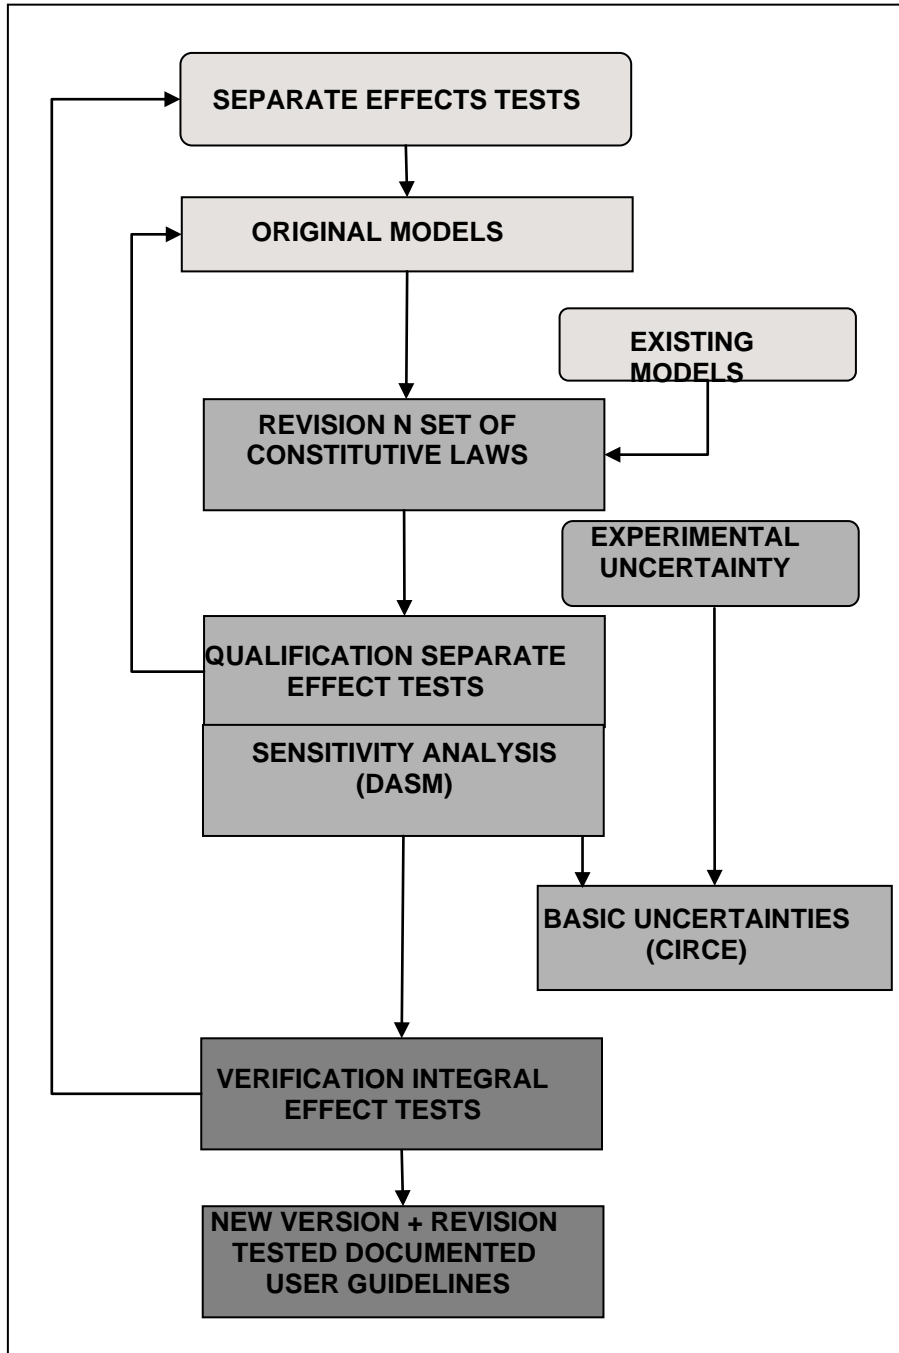 SEPARATE EFFECTS TESTS
ORIGINAL MODELS
EXISTING
MODELS
REVISION N SET OF
CONSTITUTIVE LAWS
EXPERIMENTAL
UNCERTAINTY
QUALIFICATION SEPARATE
EFFECT TESTS
SENSITIVITY ANALYSIS
(DASM)
BASIC UNCERTAINTIES
(CIRCE)
VERIFICATION INTEGRAL
EFFECT TESTS
NEW VERSION + REVISION
TESTED DOCUMENTED
USER GUIDELINES